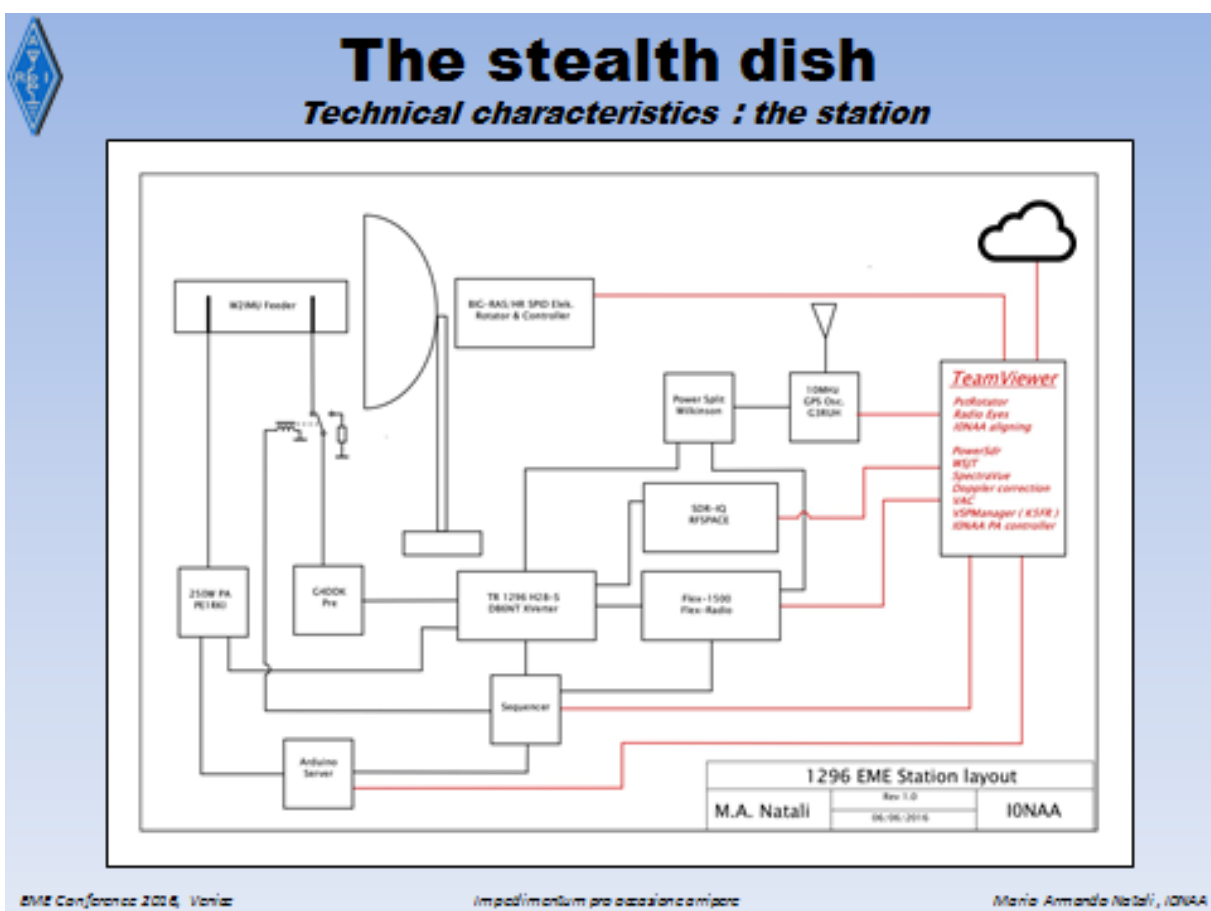 The stealth dish
Technical characteristics : the station
A
R I
W2IMU Feeder
BIG-RAS/HR SPID Elek.
Rotator & Controller
Power Split
Wilkinson
10MHz
GPS Osc.
G3RUH
TeamViewer
PstRotator
Radio Eyes
I0NAA aligning
PowerSdr
WSJT
SpectraVue
Doppler correction
VAC
VSPManager ( K5FR )
I0NAA PA controller
SDR-IQ
RFSPACE
250W PA
PE1RKI
G4DDK
Pre
TR 1296 H28-S
DB6NT XVerter
Flex-1500
Flex-Radio
Sequencer
Arduino
Server
1296 EME Station layout
M.A. Natali
Rev 1.0
06/06/2016
I0NAA
EME Conference 2016, Venice
Impedimentum pro occasione arripere
Mario Armando Natali, I0NAA